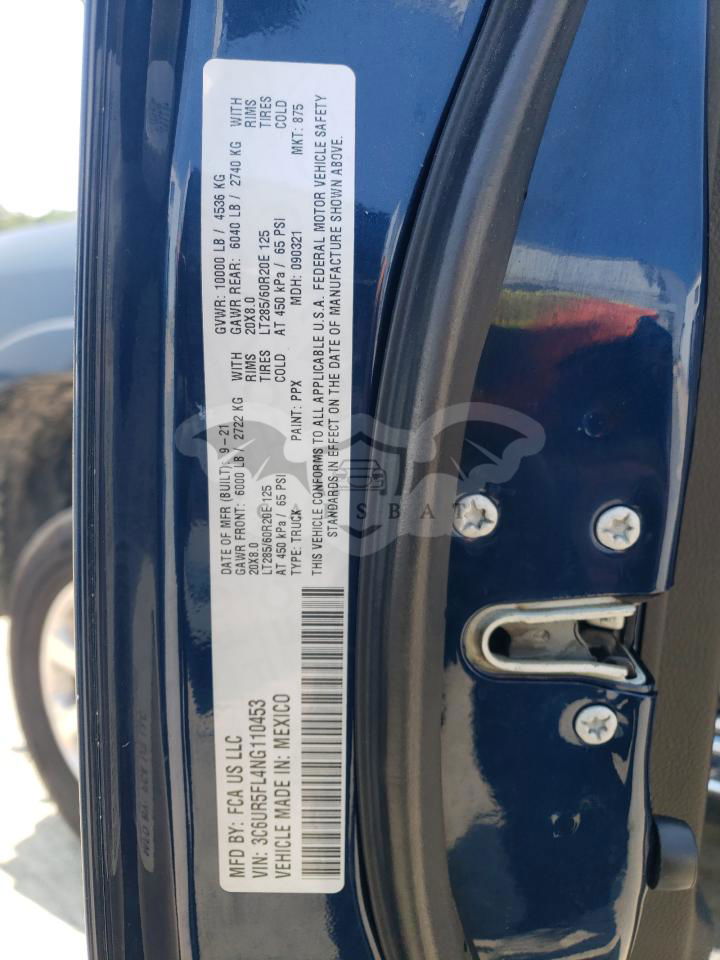 MFD BY: FCA US LLC
DATE OF MFR (BUILT): 9-21
GVWR: 10000 LB / 4536 KG
GAWR FRONT: 6000 LB / 2722 KG WITH
GAWR REAR: 6040 LB / 2740 KG WITH
20X8.0 RIMS
20X8.0 RIMS
LT285/60R20E 125 TIRES
LT285/60R20E 125 TIRES
AT 450 kPa / 65 PSI COLD
AT 450 kPa / 65 PSI COLD
VIN: 3C6UR5FL4NG110453
TYPE: TRUCK PAINT: PPX MDH: 090321 MKT: 875
VEHICLE MADE IN: MEXICO
THIS VEHICLE CONFORMS TO ALL APPLICABLE U.S.A. FEDERAL MOTOR VEHICLE SAFETY
STANDARDS IN EFFECT ON THE DATE OF MANUFACTURE SHOWN ABOVE.